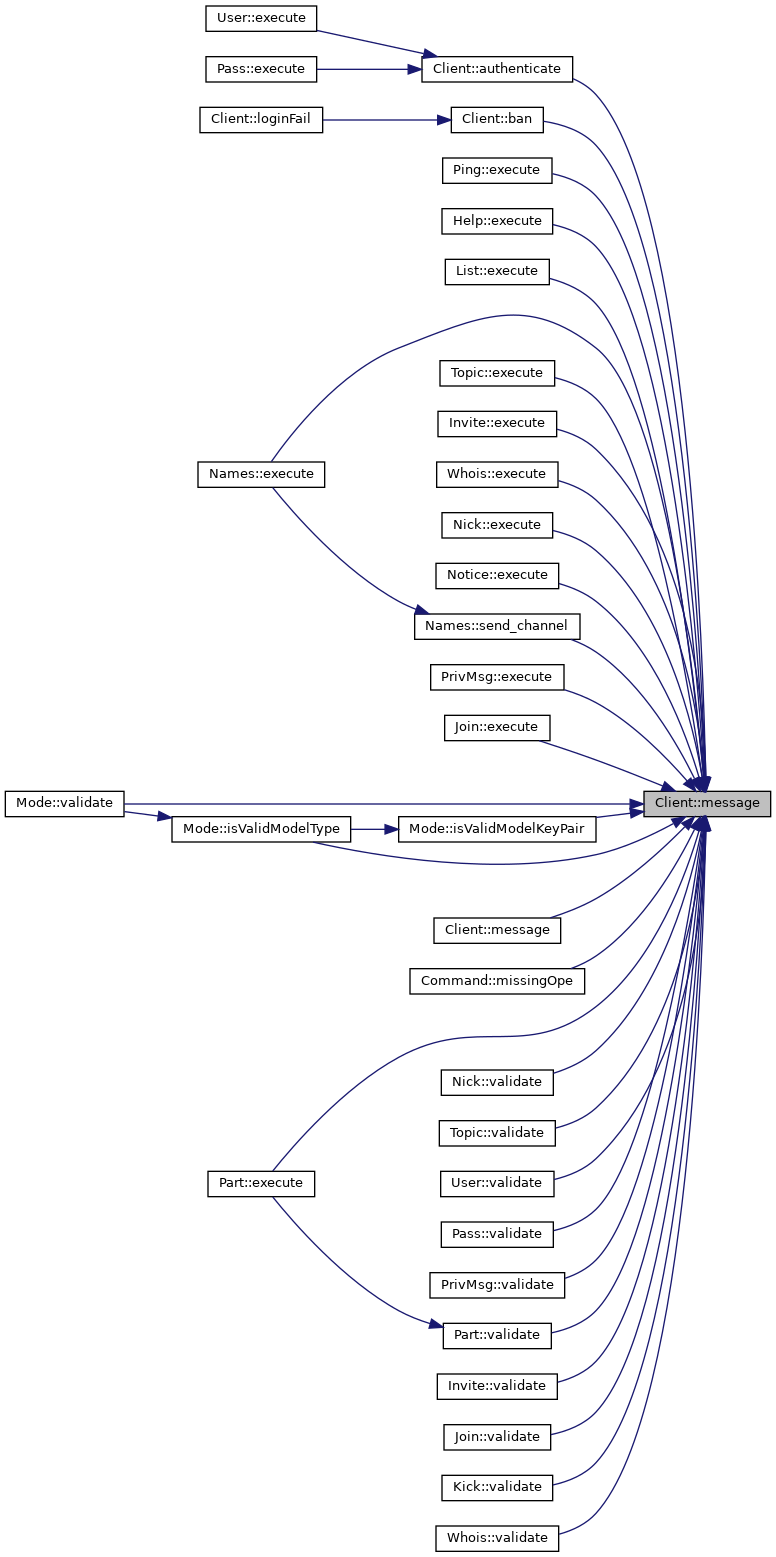 User::execute
Pass::execute
Client::authenticate
Client::loginFail
Client::ban
Ping::execute
Help::execute
List::execute
Topic::execute
Invite::execute
Names::execute
Whois::execute
Nick::execute
Notice::execute
Names::send_channel
PrivMsg::execute
Join::execute
Mode::validate
Client::message
Mode::isValidModelType
Mode::isValidModelKeyPair
Client::message
Command::missingOpe
Nick::validate
Topic::validate
Part::execute
User::validate
Pass::validate
PrivMsg::validate
Part::validate
Invite::validate
Join::validate
Kick::validate
Whois::validate